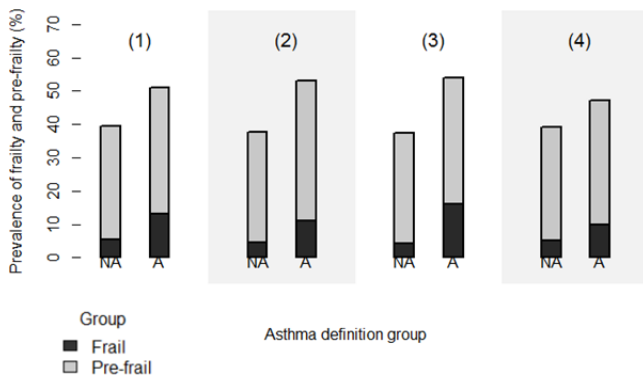 Prevalence of frailty and pre-frailty (%)
70
60
50
40
30
20
10
0
(1) (2) (3) (4)
NA A NA A NA A NA A
Asthma definition group
Group
Frail
Pre-frail